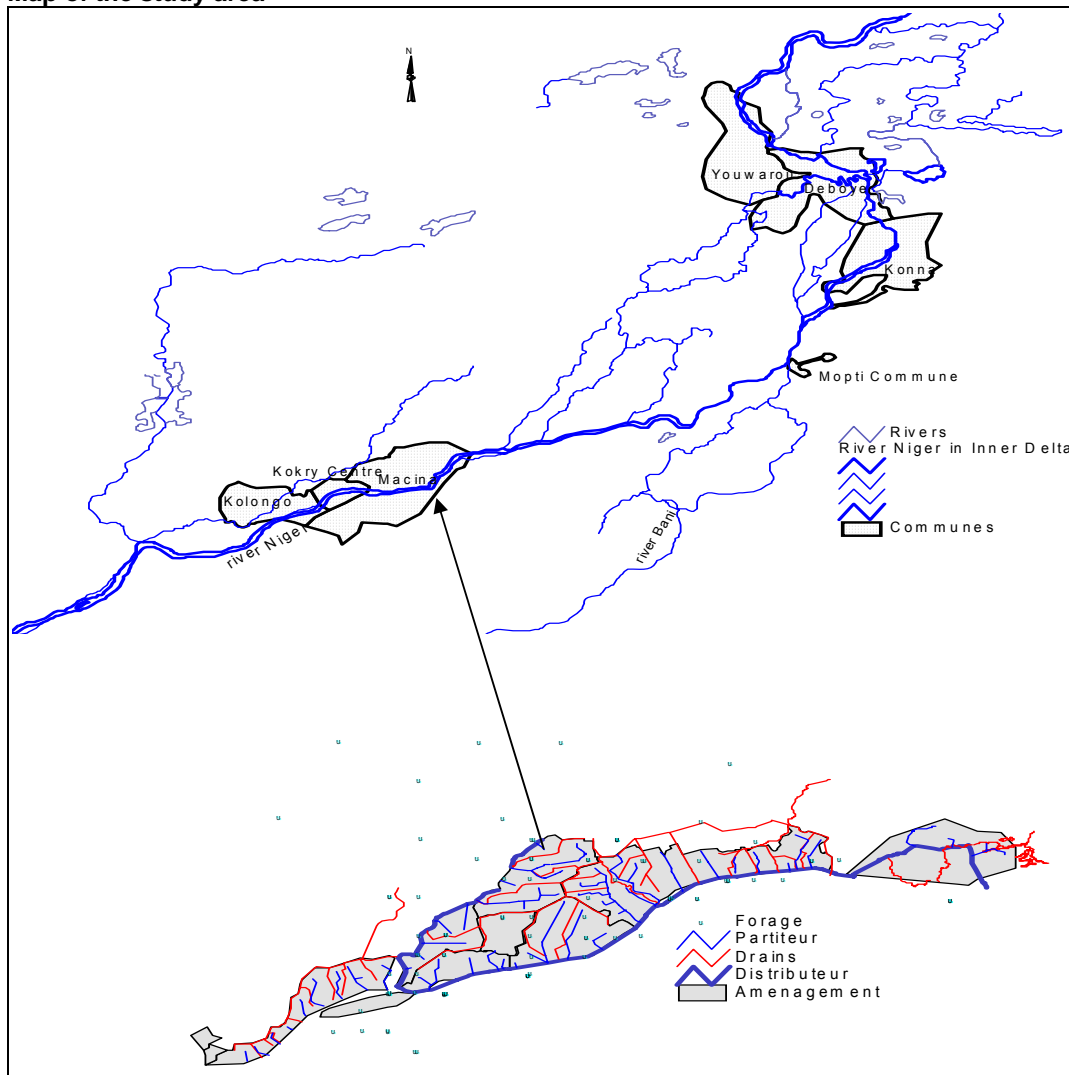 Map of the study area
N
Youwarou
Deboye
Konna
Mopti Commune
Rivers
River Niger in Inner Delta
Communes
Kokry Centre
Macina
Kolongo
river Niger
river Bani
Forage
Partiteur
Drains
Distributeur
Amenagement